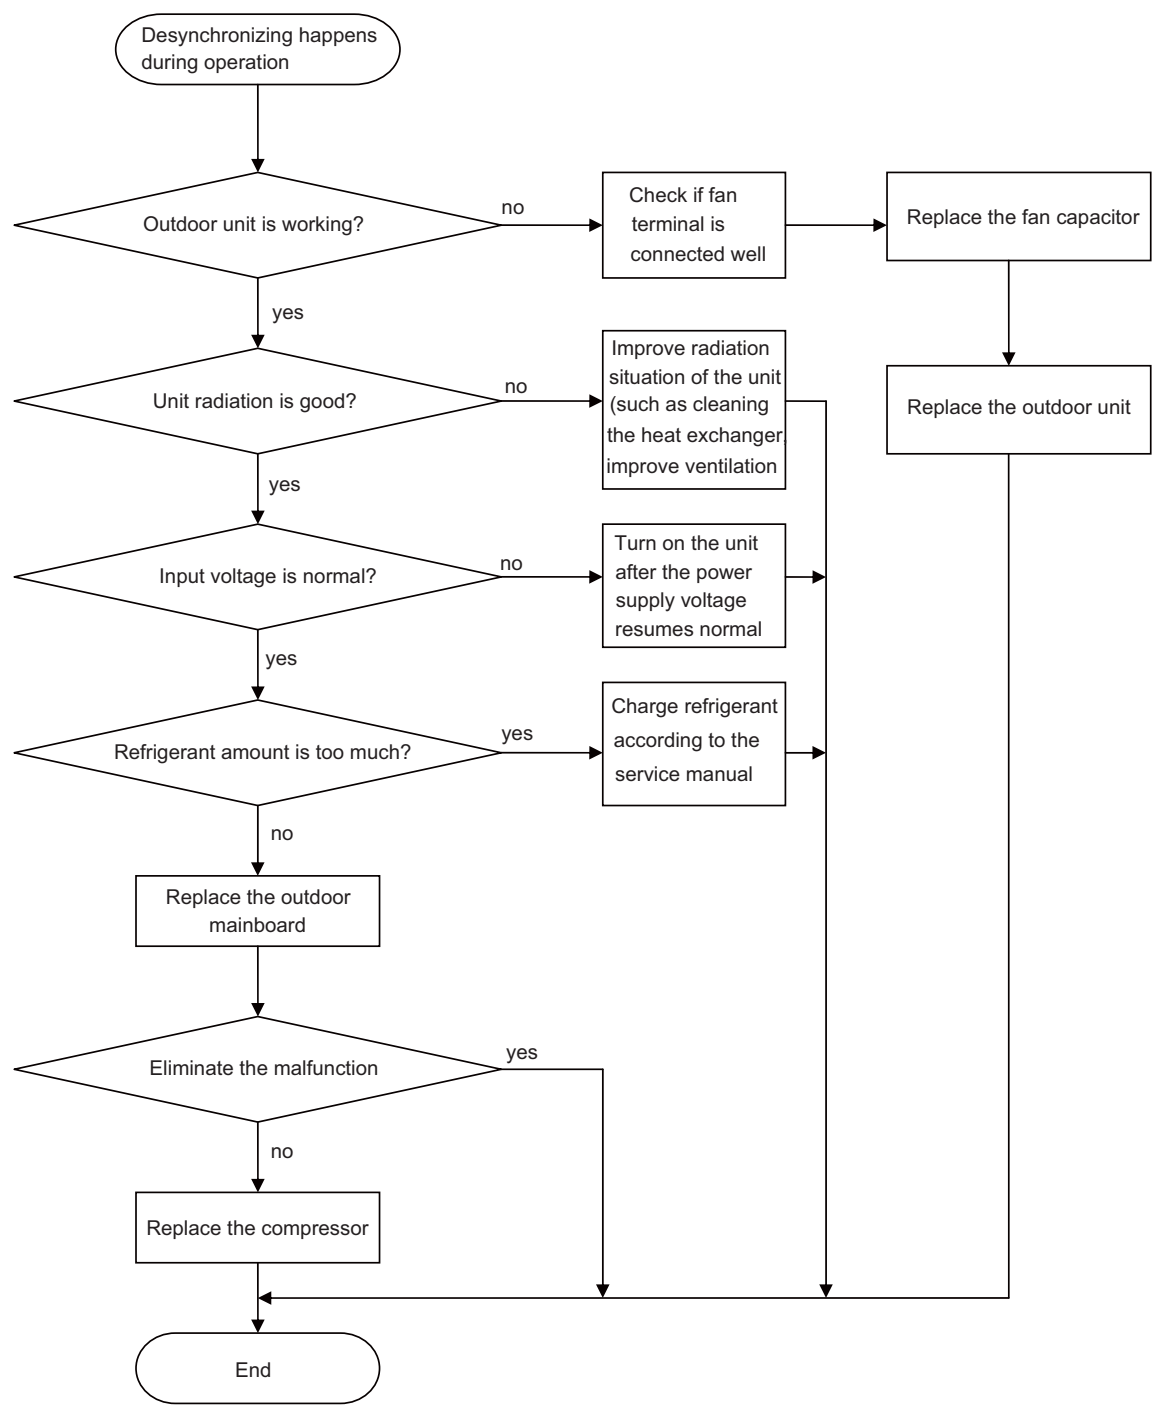 Desynchronizing happens
during operation
Outdoor unit is working?
no
Check if fan
terminal is
connected well
Replace the fan capacitor
yes
Unit radiation is good?
no
Improve radiation
situation of the unit
(such as cleaning
the heat exchanger,
improve ventilation
Replace the outdoor unit
yes
Input voltage is normal?
no
Turn on the unit
after the power
supply voltage
resumes normal
yes
Refrigerant amount is too much?
yes
Charge refrigerant
according to the
service manual
no
Replace the outdoor
mainboard
Eliminate the malfunction
yes
no
Replace the compressor
End